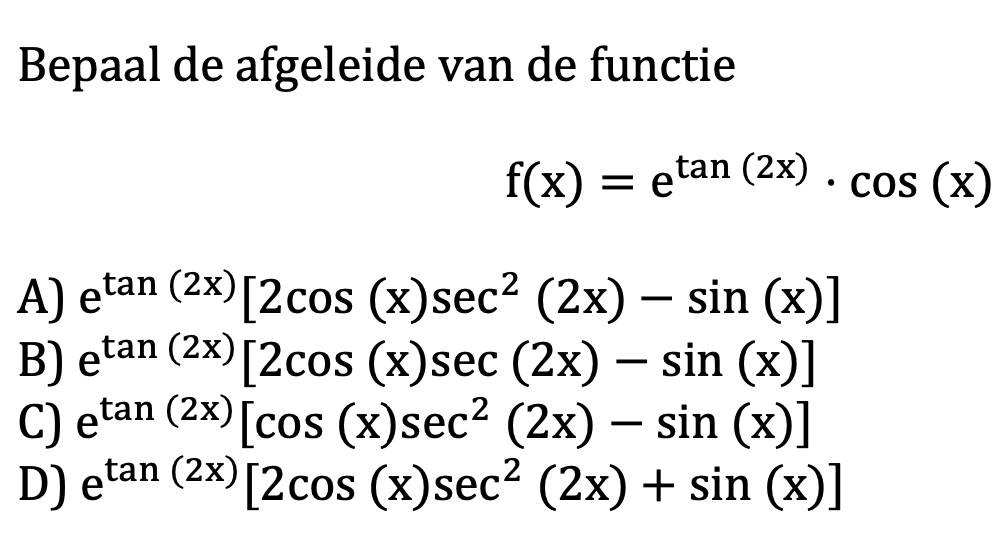 Bepaal de afgeleide van de functie
f(x) = e^{tan (2x)} · cos (x)
A) e^{tan (2x)}[2cos (x)sec² (2x) − sin (x)]
B) e^{tan (2x)}[2cos (x)sec (2x) − sin (x)]
C) e^{tan (2x)}[cos (x)sec² (2x) − sin (x)]
D) e^{tan (2x)}[2cos (x)sec² (2x) + sin (x)]